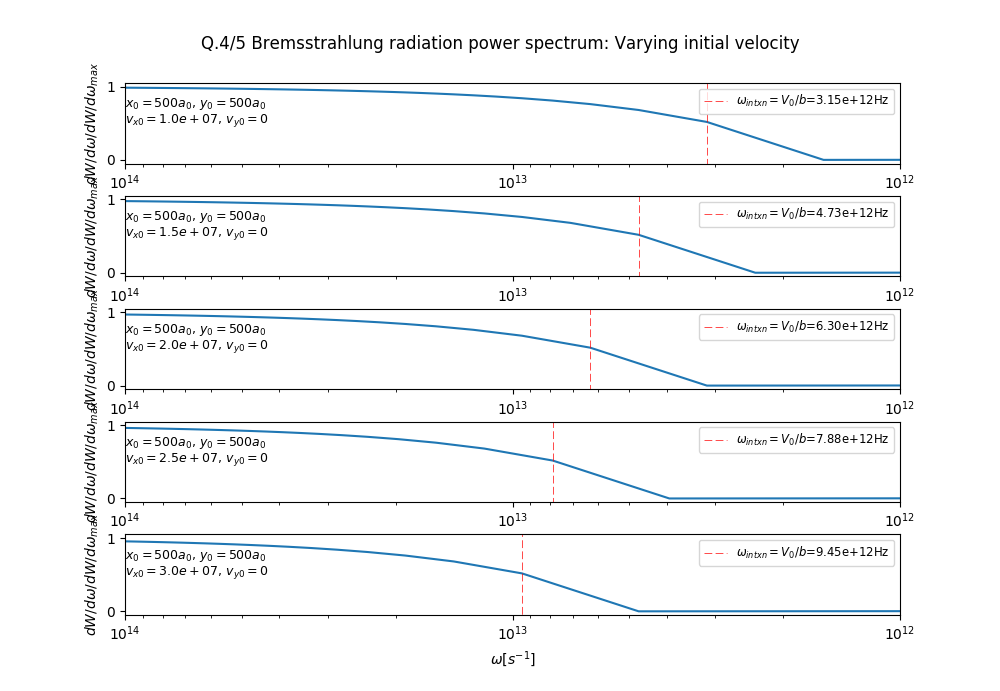 Q.4/5 Bremsstrahlung radiation power spectrum: Varying initial velocity
dW/dω/dW/dω_max
1
0
x_0 = 500a_0, y_0 = 500a_0
v_x0 = 1.0e + 07, v_y0 = 0
ω_intxn = V_0/b=3.15e+12Hz
10^14 10^13 10^12
dW/dω/dW/dω_max
1
0
x_0 = 500a_0, y_0 = 500a_0
v_x0 = 1.5e + 07, v_y0 = 0
ω_intxn = V_0/b=4.73e+12Hz
10^14 10^13 10^12
dW/dω/dW/dω_max
1
0
x_0 = 500a_0, y_0 = 500a_0
v_x0 = 2.0e + 07, v_y0 = 0
ω_intxn = V_0/b=6.30e+12Hz
10^14 10^13 10^12
dW/dω/dW/dω_max
1
0
x_0 = 500a_0, y_0 = 500a_0
v_x0 = 2.5e + 07, v_y0 = 0
ω_intxn = V_0/b=7.88e+12Hz
10^14 10^13 10^12
dW/dω/dW/dω_max
1
0
x_0 = 500a_0, y_0 = 500a_0
v_x0 = 3.0e + 07, v_y0 = 0
ω_intxn = V_0/b=9.45e+12Hz
10^14 10^13 10^12
ω[s^−1]